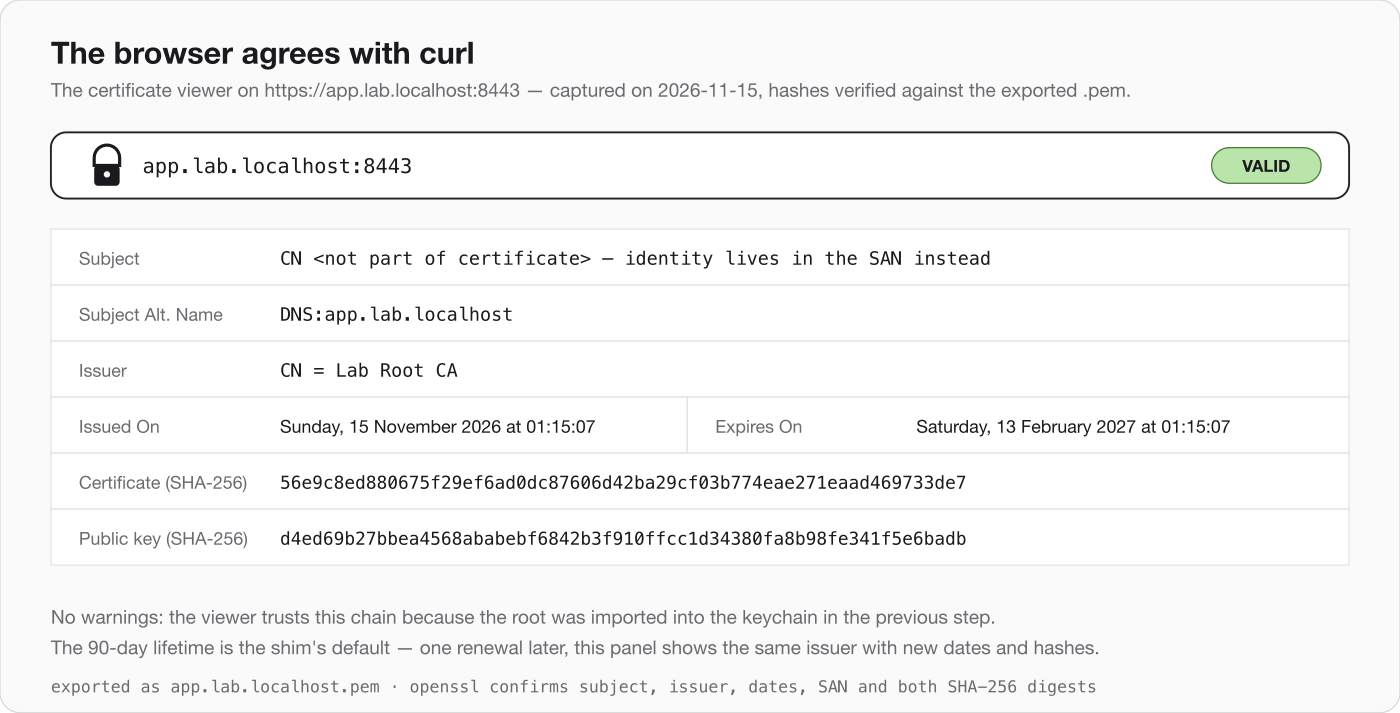 The browser agrees with curl
The certificate viewer on https://app.lab.localhost:8443 — captured on 2026-11-15, hashes verified against the exported .pem.
app.lab.localhost:8443
VALID
Subject CN <not part of certificate> — identity lives in the SAN instead
Subject Alt. Name DNS:app.lab.localhost
Issuer CN = Lab Root CA
Issued On Sunday, 15 November 2026 at 01:15:07 Expires On Saturday, 13 February 2027 at 01:15:07
Certificate (SHA-256) 56e9c8ed880675f29ef6ad0dc87606d42ba29cf03b774eae271eaad469733de7
Public key (SHA-256) d4ed69b27bbea4568ababebf6842b3f910ffcc1d34380fa8b98fe341f5e6badb
No warnings: the viewer trusts this chain because the root was imported into the keychain in the previous step.
The 90-day lifetime is the shim's default — one renewal later, this panel shows the same issuer with new dates and hashes.
exported as app.lab.localhost.pem · openssl confirms subject, issuer, dates, SAN and both SHA-256 digests